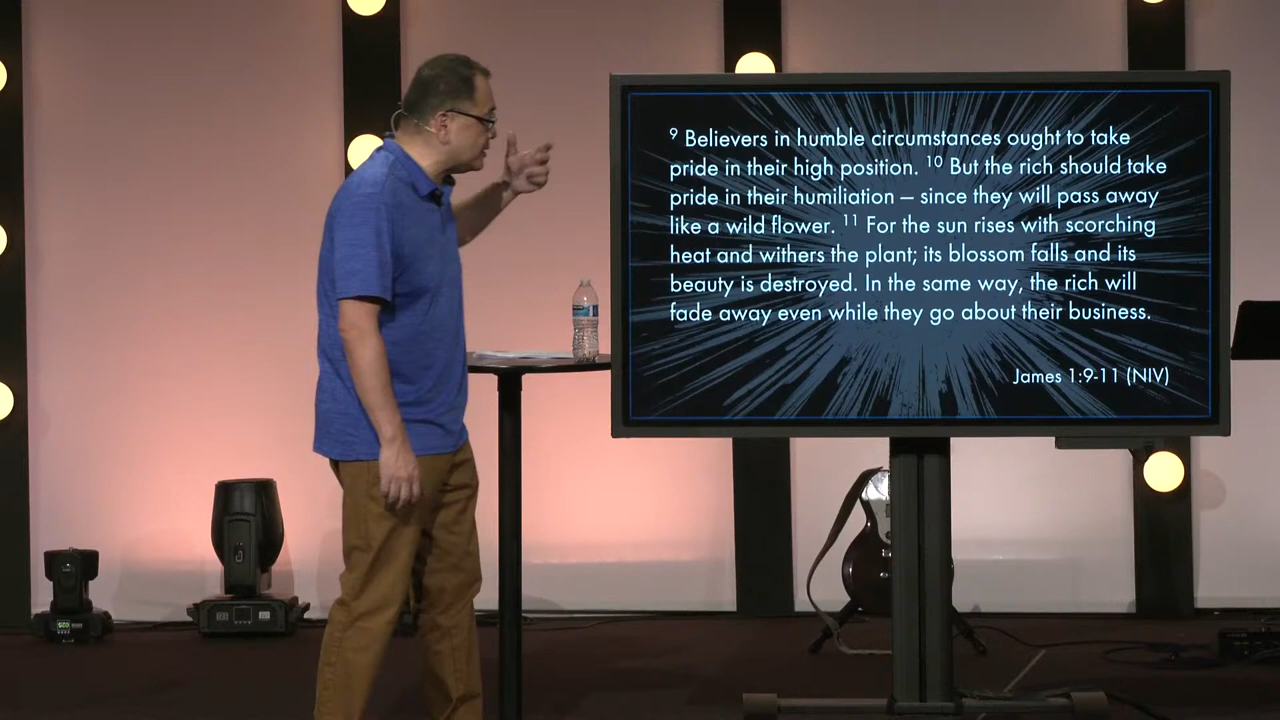 ⁹ Believers in humble circumstances ought to take
pride in their high position. ¹⁰ But the rich should take
pride in their humiliation – since they will pass away
like a wild flower. ¹¹ For the sun rises with scorching
heat and withers the plant; its blossom falls and its
beauty is destroyed. In the same way, the rich will
fade away even while they go about their business.
James 1:9-11 (NIV)